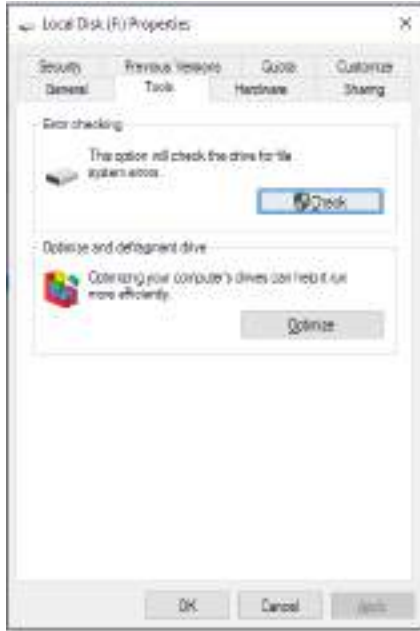 Local Disk (F:) Properties
Security Previous Versions Quota Customize
General Tools Hardware Sharing
Error checking
This option will check the drive for file
system errors.
Check
Optimize and defragment drive
Optimizing your computer's drives can help it run
more efficiently.
Optimize
OK Cancel Apply